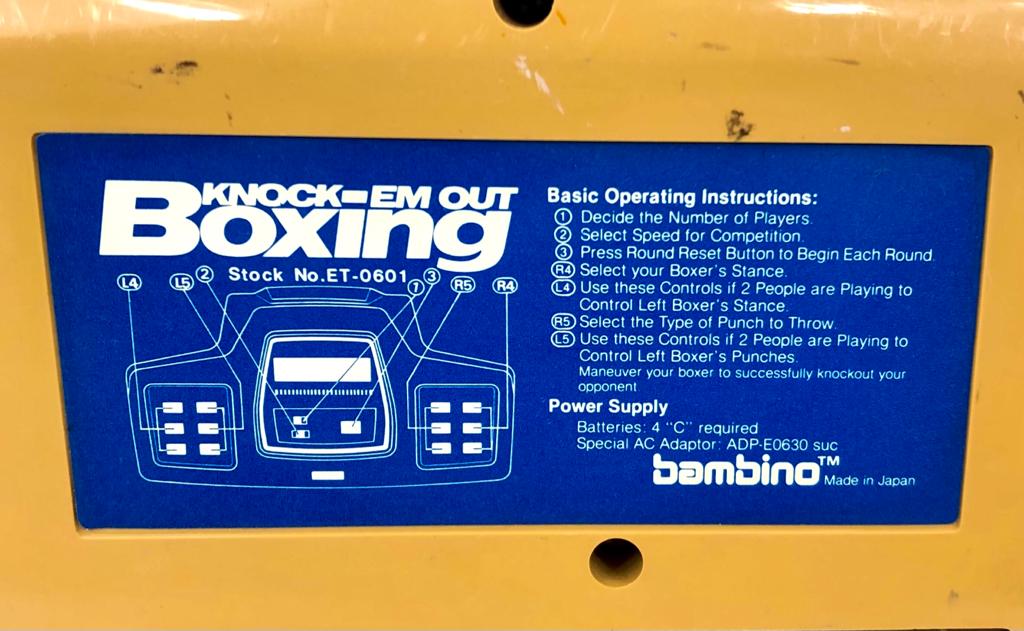 KNOCK-EM OUT
Boxing
Stock No.ET-0601
L4 L5 2 1 3 R5 R4
Basic Operating Instructions:
1 Decide the Number of Players.
2 Select Speed for Competition.
3 Press Round Reset Button to Begin Each Round.
R4 Select your Boxer's Stance.
L4 Use these Controls if 2 People are Playing to
Control Left Boxer's Stance.
R5 Select the Type of Punch to Throw.
L5 Use these Controls if 2 People are Playing to
Control Left Boxer's Punches.
Maneuver your boxer to successfully knockout your
opponent.
Power Supply
Batteries: 4 "C" required
Special AC Adaptor: ADP-E0630 suc
bambino™
Made in Japan